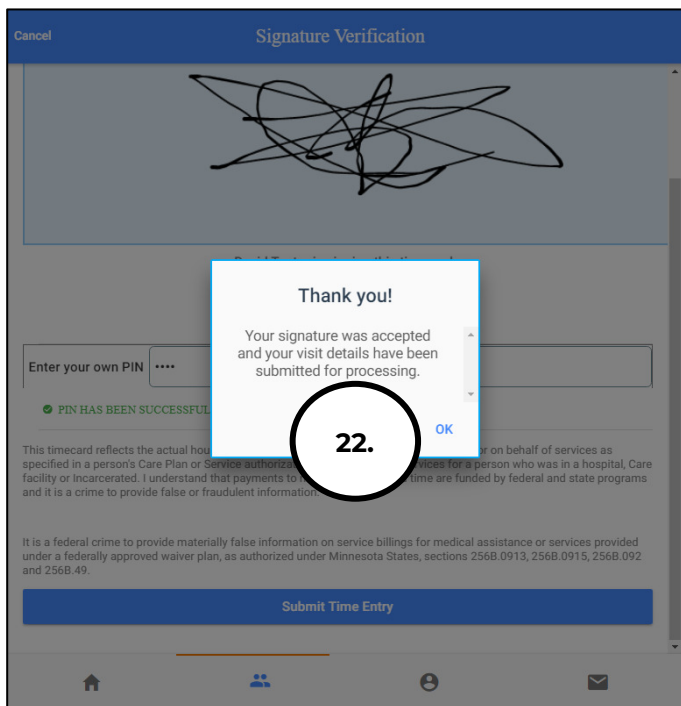 Cancel
Signature Verification
Thank you!
Your signature was accepted
and your visit details have been
submitted for processing.
OK
22.
Enter your own PIN ••••
PIN HAS BEEN SUCCESSFUL
This timecard reflects the actual hou or on behalf of services as
specified in a person's Care Plan or Service authorizat vices for a person who was in a hospital, Care
facility or Incarcerated. I understand that payments to time are funded by federal and state programs
and it is a crime to provide false or fraudulent information.
It is a federal crime to provide materially false information on service billings for medical assistance or services provided
under a federally approved waiver plan, as authorized under Minnesota States, sections 256B.0913, 256B.0915, 256B.092
and 256B.49.
Submit Time Entry